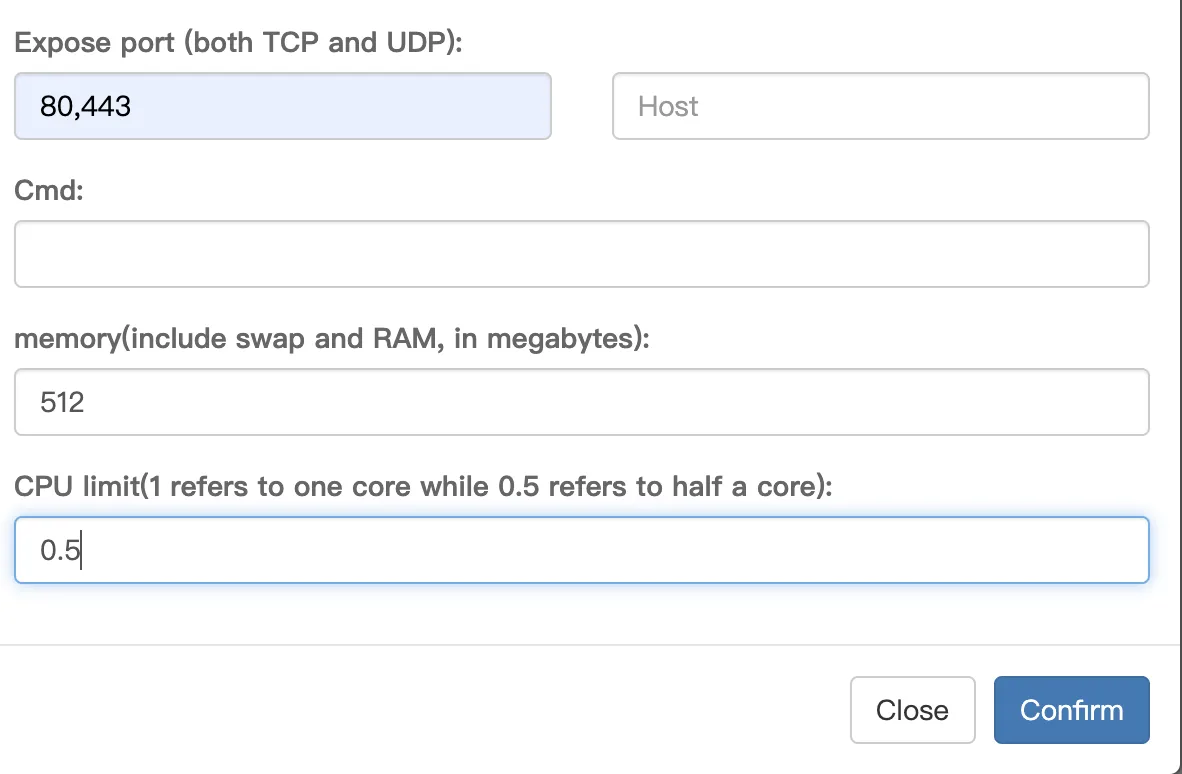 Expose port (both TCP and UDP):
80,443
Host
Cmd:
memory(include swap and RAM, in megabytes):
512
CPU limit(1 refers to one core while 0.5 refers to half a core):
0.5
Close
Confirm